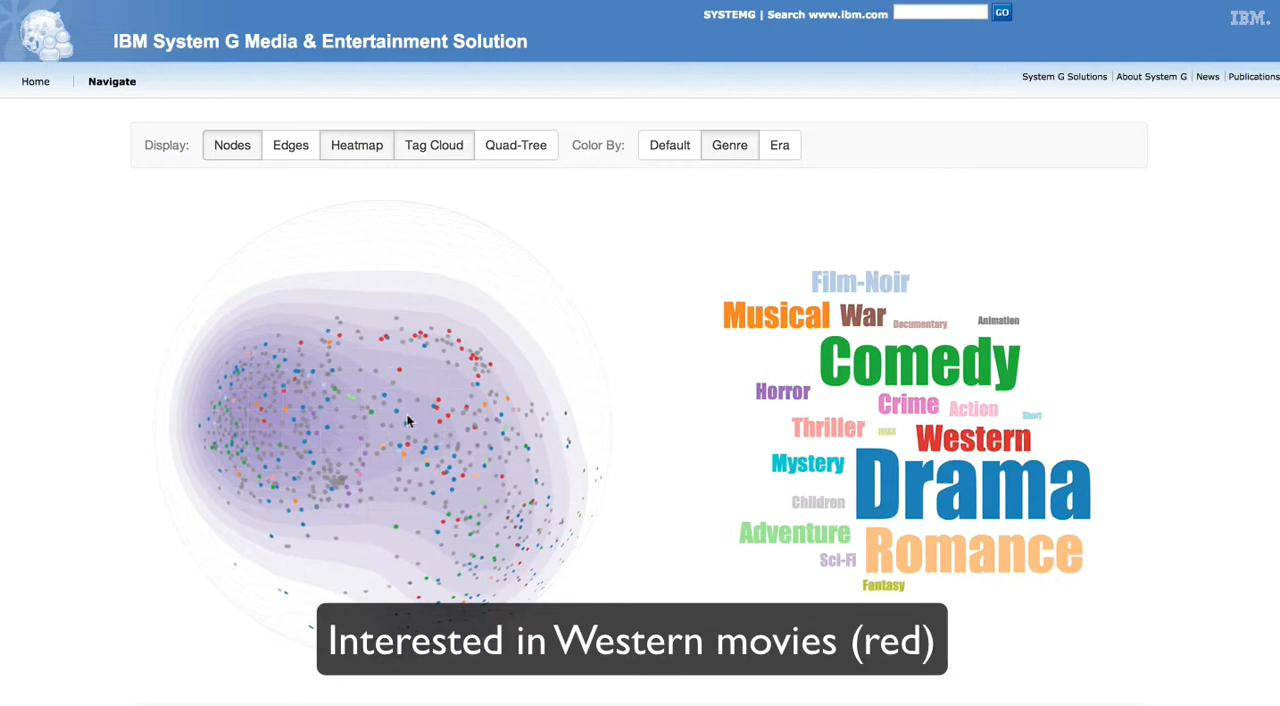 SYSTEMG | Search www.ibm.com GO
IBM.
IBM System G Media & Entertainment Solution
Home | Navigate
System G Solutions | About System G | News | Publications
Display: Nodes Edges Heatmap Tag Cloud Quad-Tree Color By: Default Genre Era
Film-Noir
Musical War Documentary Animation
Comedy
Horror Crime Action Short
Thriller IMAX Western
Mystery Drama
Children
Adventure Romance
Sci-Fi
Fantasy
Interested in Western movies (red)